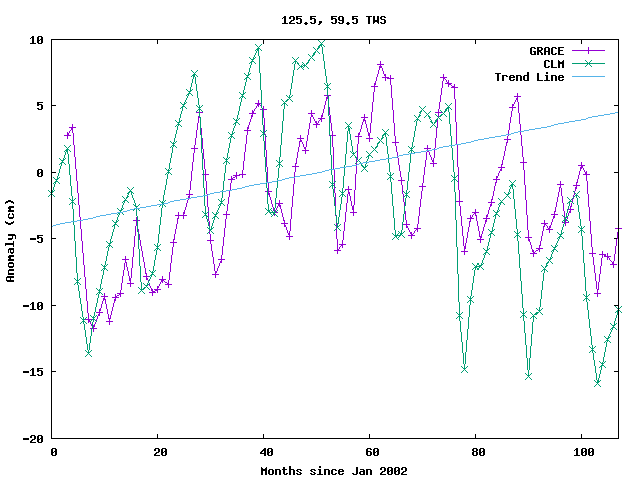 125.5, 59.5 TWS
GRACE
CLM
Trend Line
10
5
0
-5
-10
-15
-20
Anomaly (cm)
0 20 40 60 80 100
Months since Jan 2002